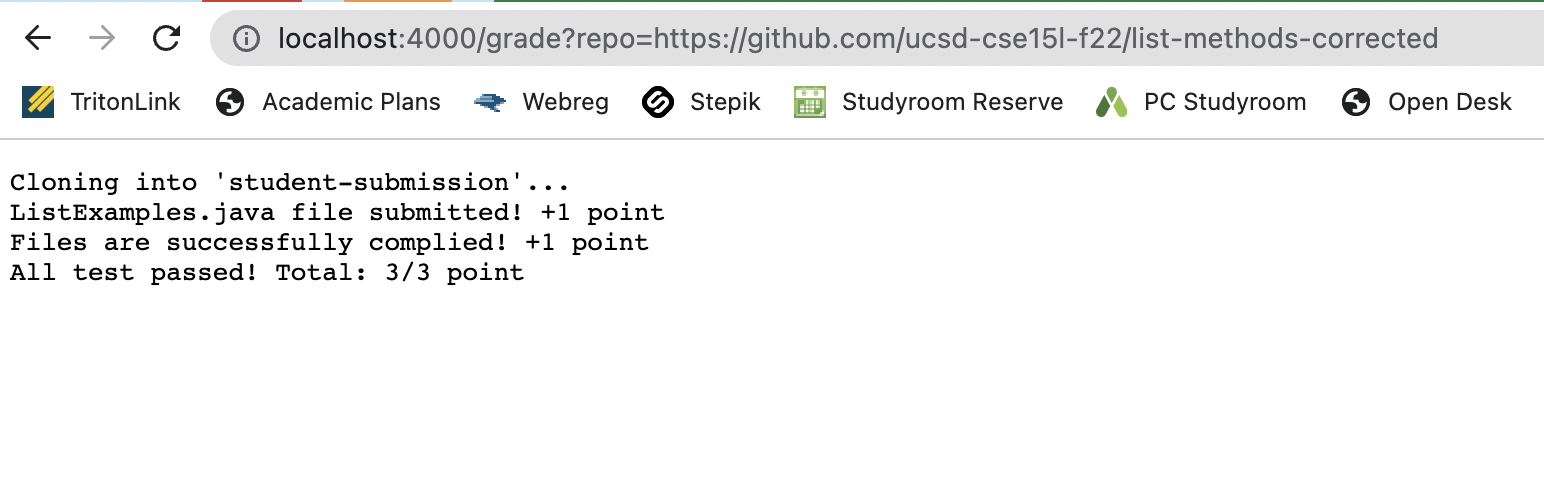 localhost:4000/grade?repo=https://github.com/ucsd-cse15l-f22/list-methods-corrected
TritonLink Academic Plans Webreg Stepik Studyroom Reserve PC Studyroom Open Desk
Cloning into 'student-submission'...
ListExamples.java file submitted! +1 point
Files are successfully complied! +1 point
All test passed! Total: 3/3 point